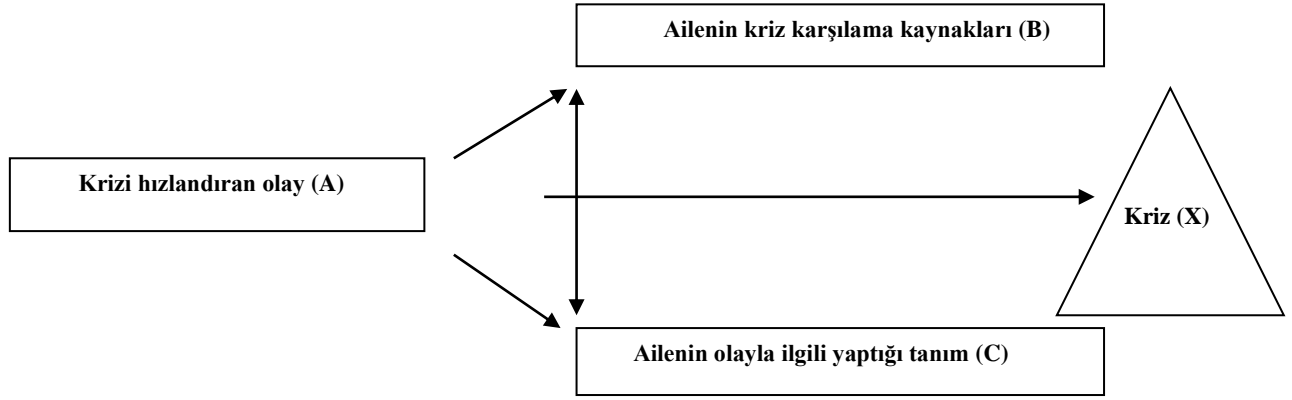 Ailenin kriz karşılama kaynakları (B)
Krizi hızlandıran olay (A)
Kriz (X)
Ailenin olayla ilgili yaptığı tanım (C)